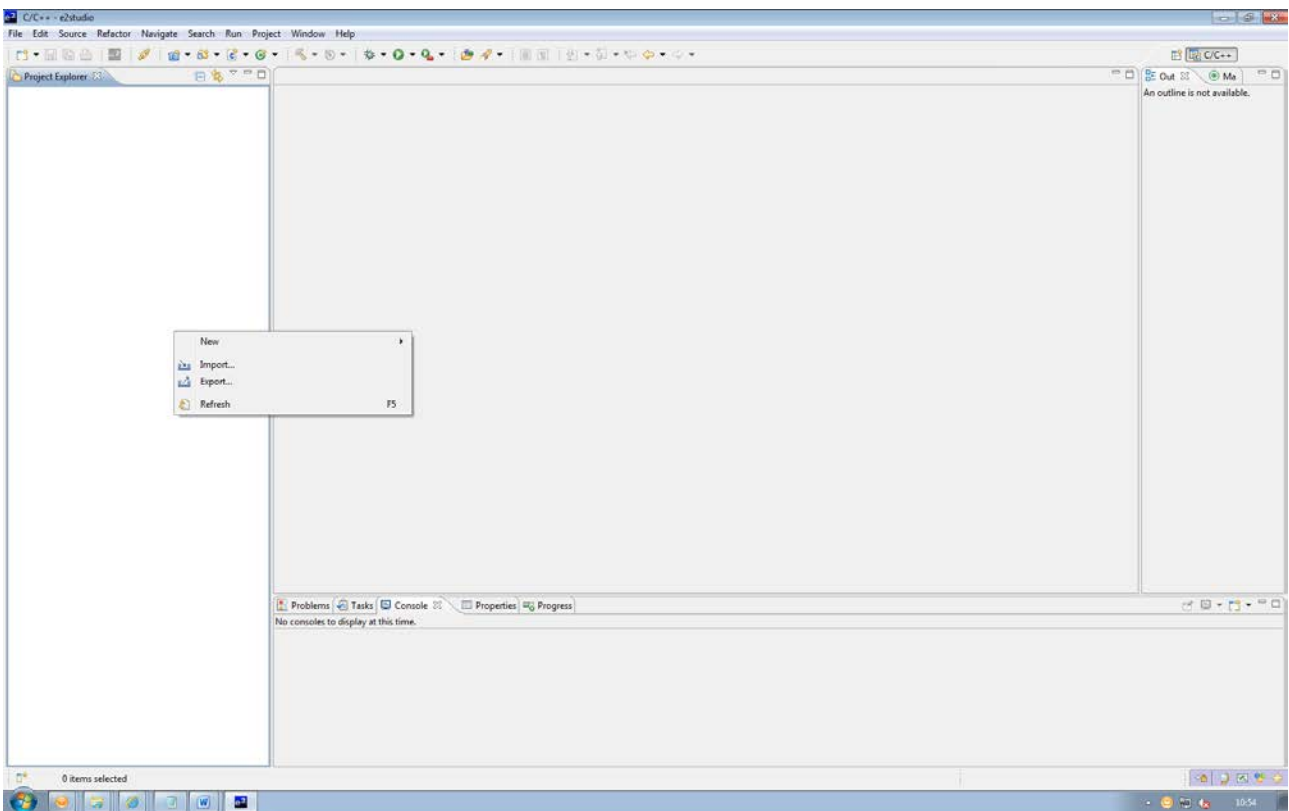 C/C++ - e2studio
File Edit Source Refactor Navigate Search Run Project Window Help
C/C++
Project Explorer
Out Ma
An outline is not available.
New
Import...
Export...
Refresh F5
Problems Tasks Console Properties Progress
No consoles to display at this time.
0 items selected
10:54